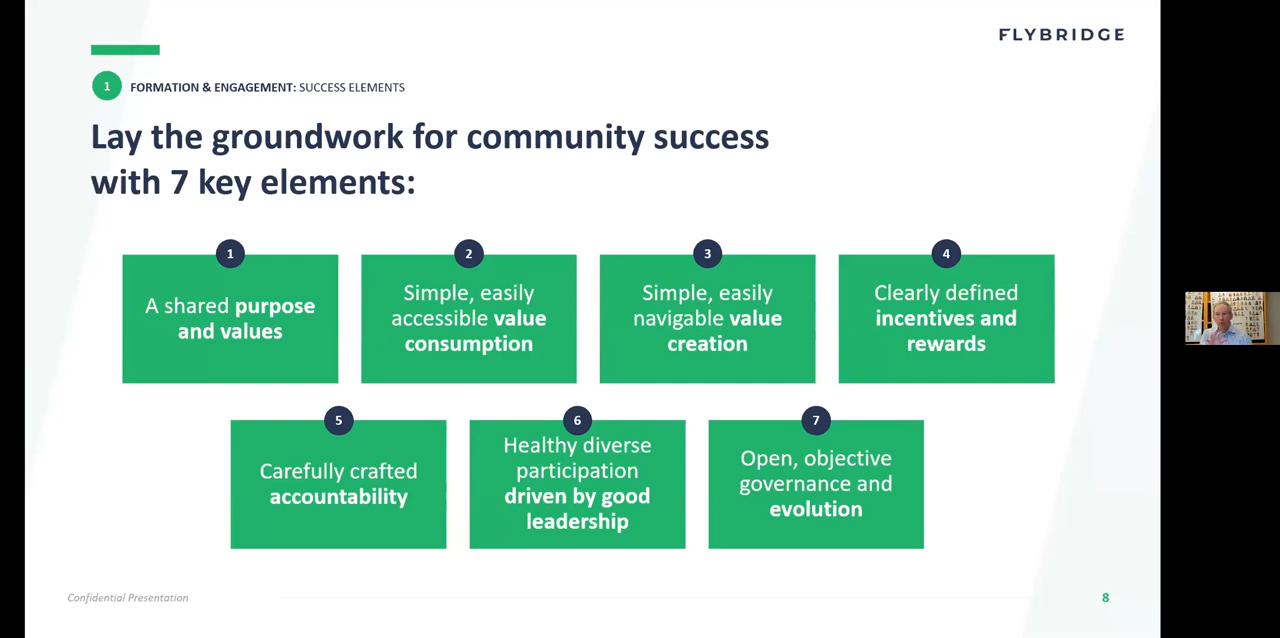 FLYBRIDGE
1 FORMATION & ENGAGEMENT: SUCCESS ELEMENTS
Lay the groundwork for community success
with 7 key elements:
1
A shared purpose
and values
2
Simple, easily
accessible value
consumption
3
Simple, easily
navigable value
creation
4
Clearly defined
incentives and
rewards
5
Carefully crafted
accountability
6
Healthy diverse
participation
driven by good
leadership
7
Open, objective
governance and
evolution
Confidential Presentation
8